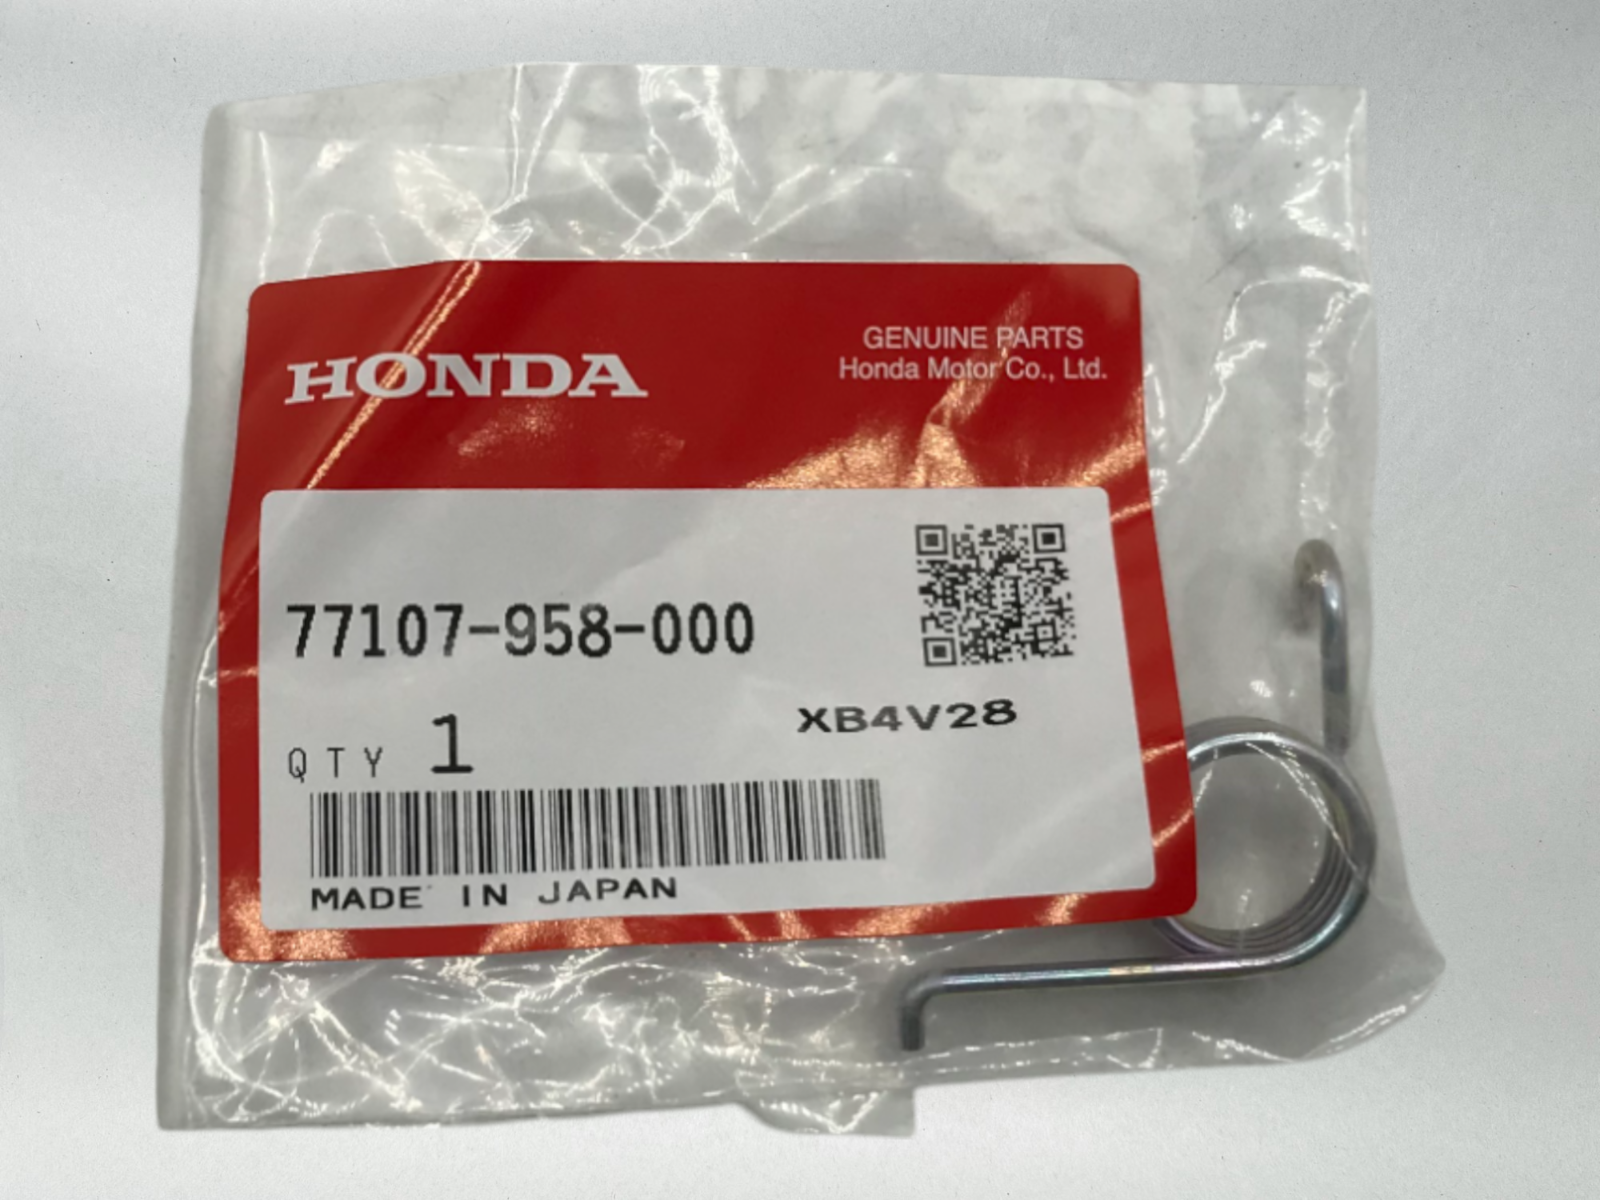 HONDA
GENUINE PARTS
Honda Motor Co., Ltd.
77107-958-000
XB4V28
QTY 1
MADE IN JAPAN